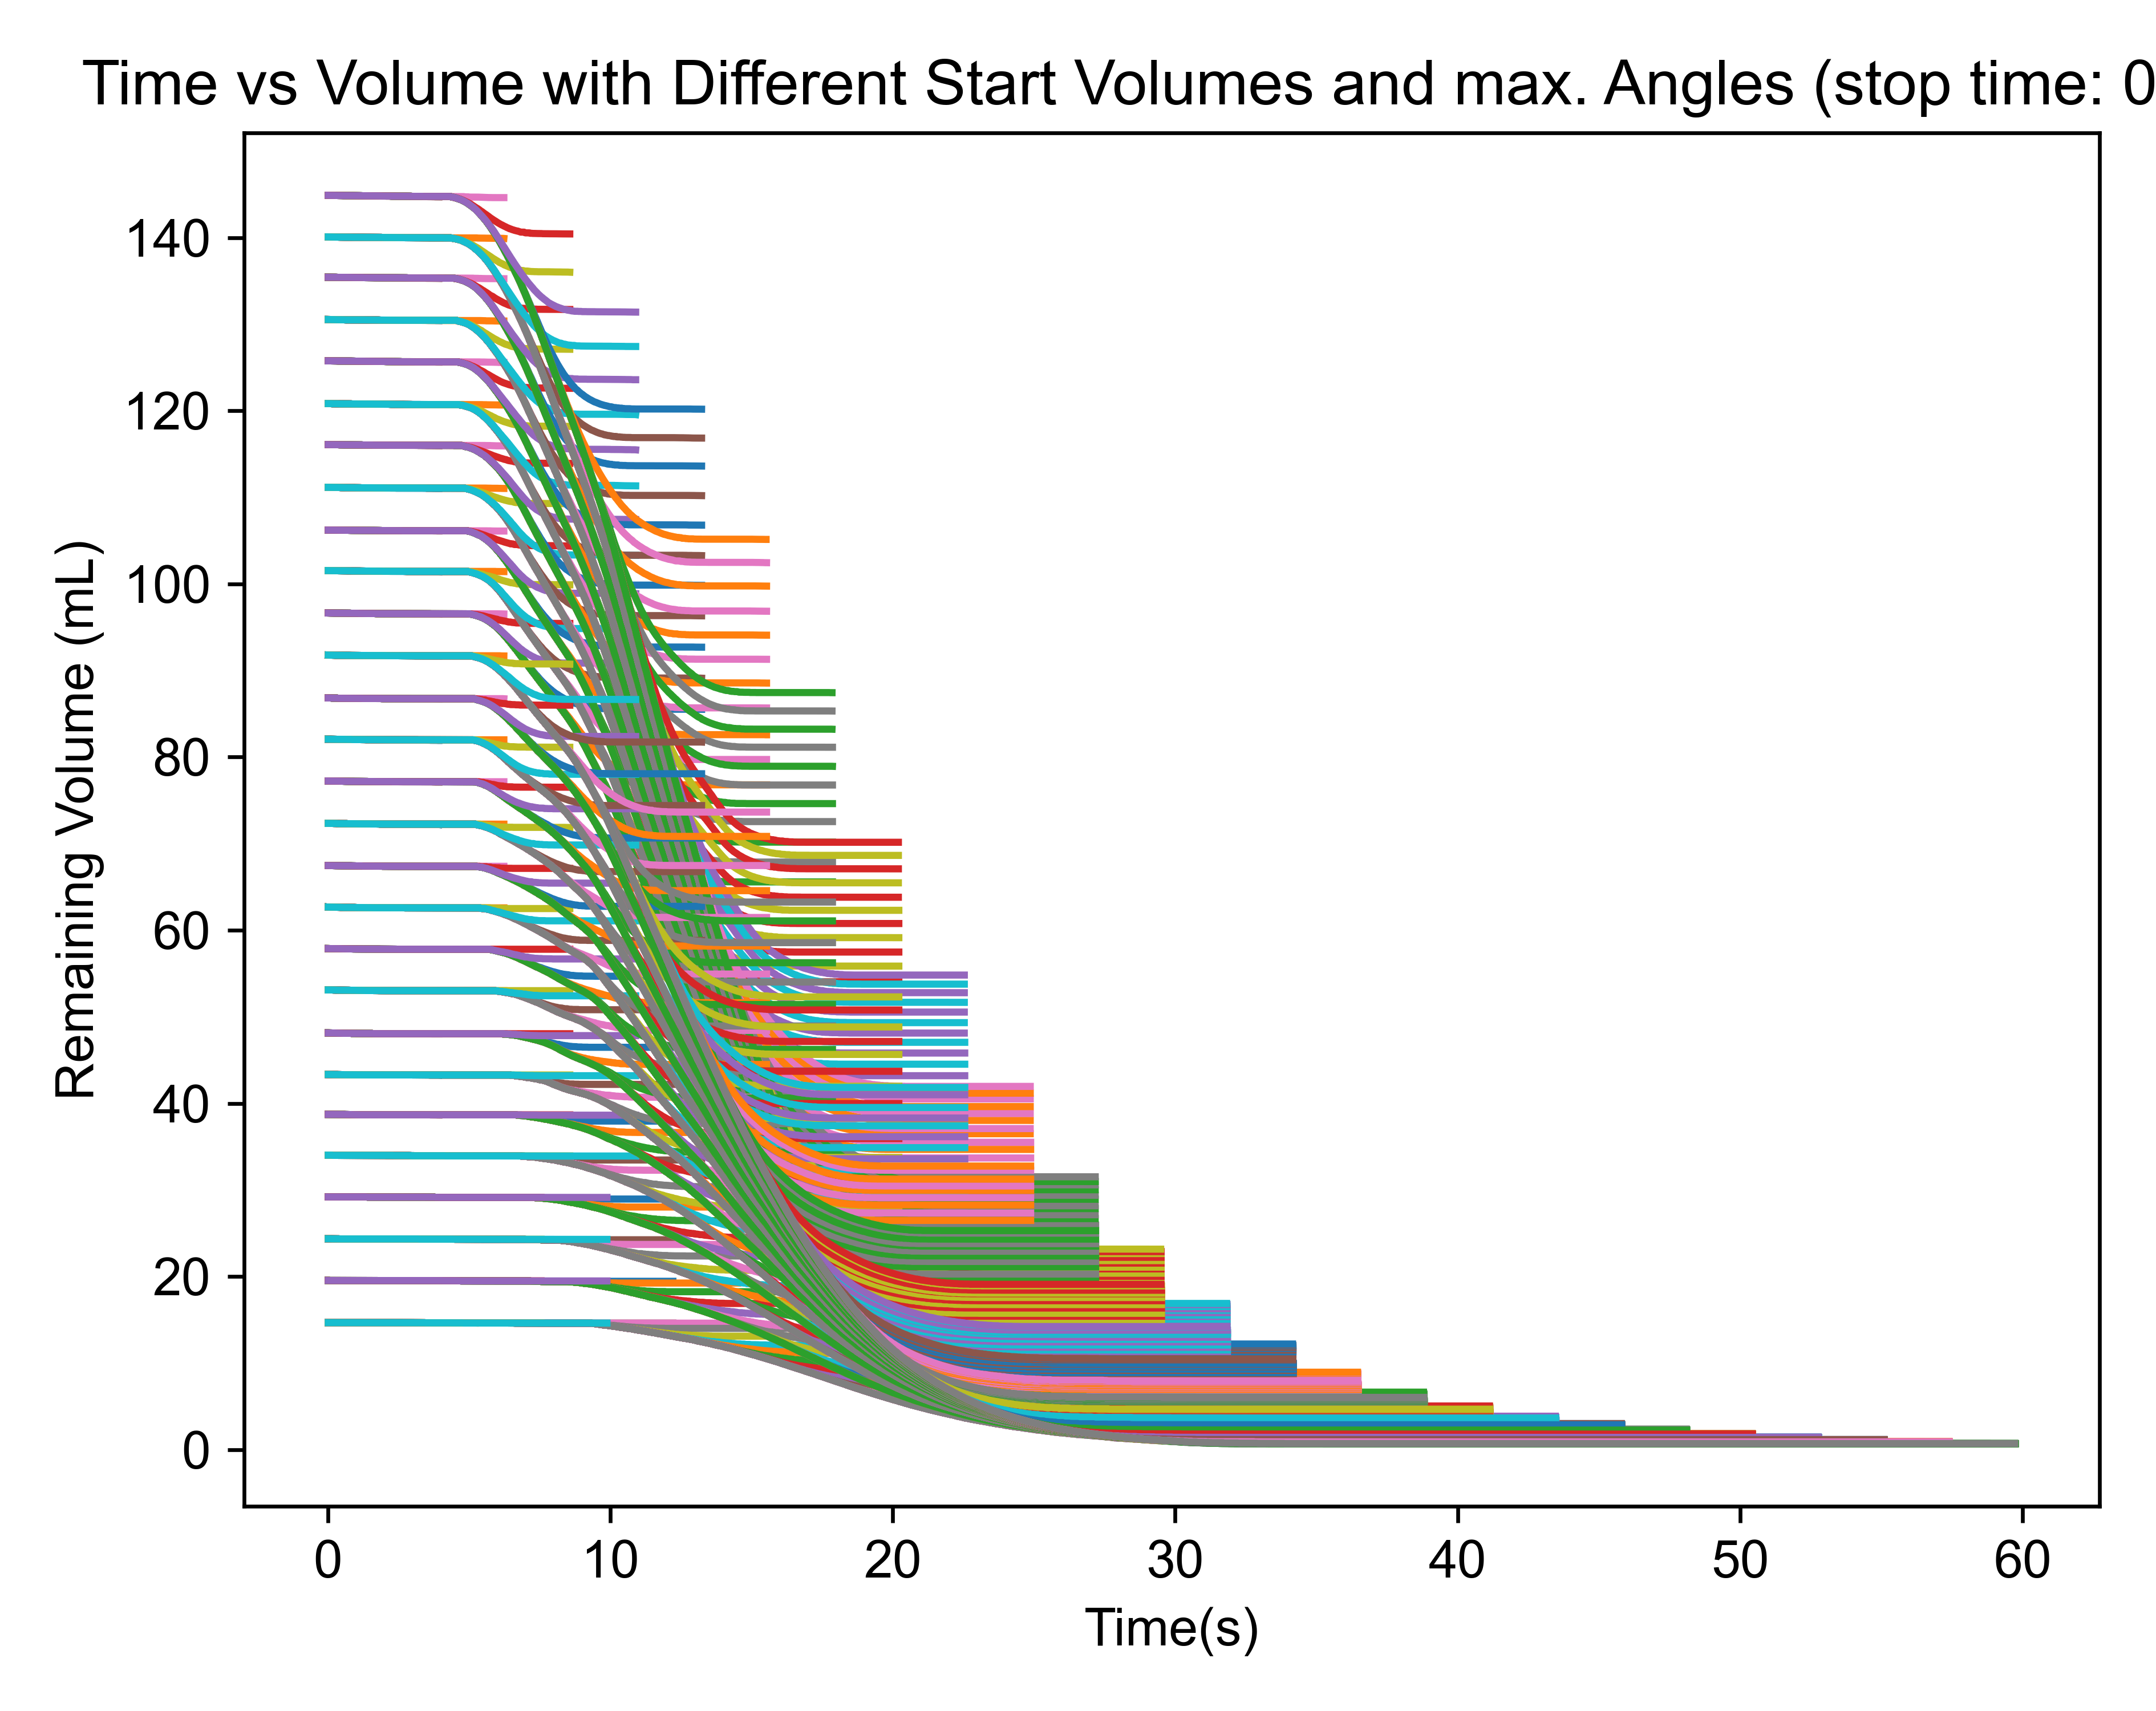 Time vs Volume with Different Start Volumes and max. Angles (stop time: 0
Remaining Volume (mL)
140
120
100
80
60
40
20
0
0 10 20 30 40 50 60
Time(s)